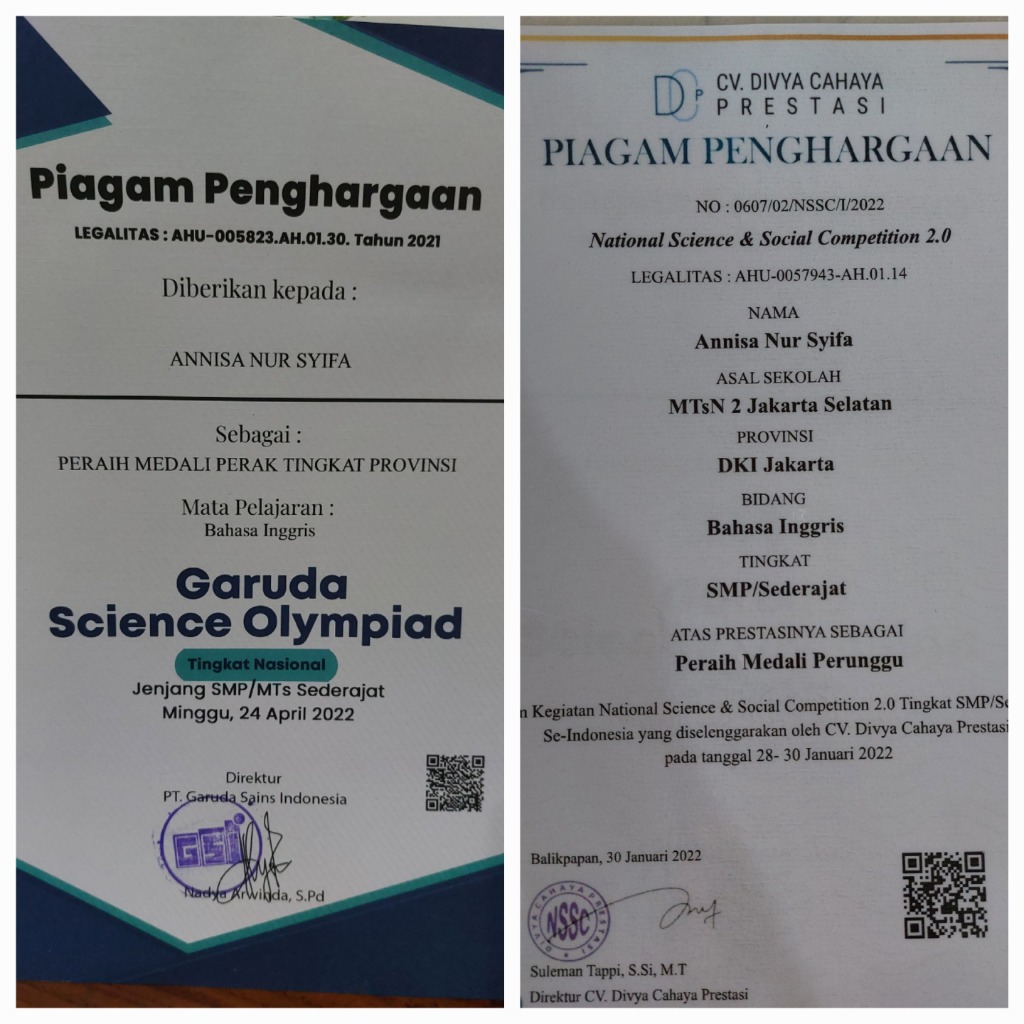 Piagam Penghargaan
LEGALITAS : AHU-005823.AH.01.30. Tahun 2021
Diberikan kepada :
ANNISA NUR SYIFA
Sebagai :
PERAIH MEDALI PERAK TINGKAT PROVINSI
Mata Pelajaran :
Bahasa Inggris
Garuda
Science Olympiad
Tingkat Nasional
Jenjang SMP/MTs Sederajat
Minggu, 24 April 2022
Direktur
PT. Garuda Sains Indonesia
GSI
Nadya Arwinda, S.Pd
DCP CV. DIVYA CAHAYA
PRESTASI
PIAGAM PENGHARGAAN
NO : 0607/02/NSSC/I/2022
National Science & Social Competition 2.0
LEGALITAS : AHU-0057943-AH.01.14
NAMA
Annisa Nur Syifa
ASAL SEKOLAH
MTsN 2 Jakarta Selatan
PROVINSI
DKI Jakarta
BIDANG
Bahasa Inggris
TINGKAT
SMP/Sederajat
ATAS PRESTASINYA SEBAGAI
Peraih Medali Perunggu
n Kegiatan National Science & Social Competition 2.0 Tingkat SMP/Se
Se-Indonesia yang diselenggarakan oleh CV. Divya Cahaya Prestasi
pada tanggal 28- 30 Januari 2022
Balikpapan, 30 Januari 2022
DIVYA CAHAYA PRESTASI
NSSC
Suleman Tappi, S.Si, M.T
Direktur CV. Divya Cahaya Prestasi